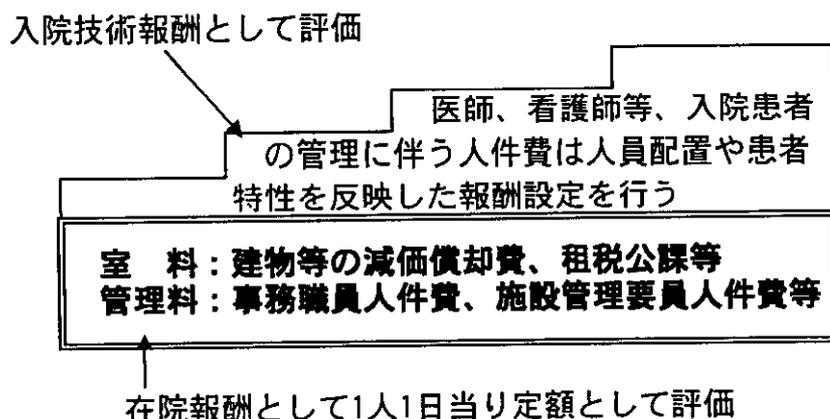 入院技術報酬として評価
医師、看護師等、入院患者
の管理に伴う人件費は人員配置や患者
特性を反映した報酬設定を行う
室　料：建物等の減価償却費、租税公課等
管理料：事務職員人件費、施設管理要員人件費等
在院報酬として1人1日当り定額として評価